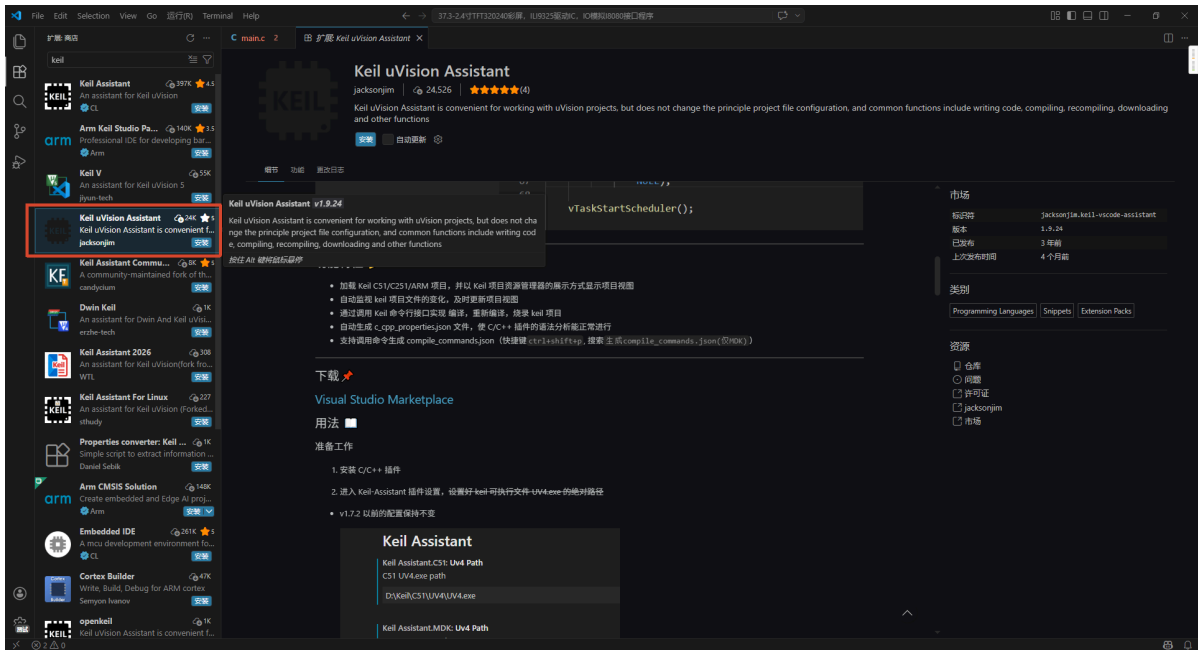 File Edit Selection View Go 运行(R) Terminal Help
37.3-2.4寸TFT320240彩屏，ILI9325驱动IC，IO模拟8080接口程序
扩展: 商店
keil
Keil Assistant 397K 4.5
An assistant for Keil uVision
CL 安装
Arm Keil Studio Pa... 140K 3.5
Professional IDE for developing bar...
Arm 安装
Keil V 55K
An assistant for Keil uVision 5
jiyun-tech 安装
Keil uVision Assistant 24K 5
Keil uVision Assistant is convenient f...
jacksonjim 安装
Keil Assistant Commu... 8K 5
A community-maintained fork of th...
candycium 安装
Dwin Keil 1K
An assistant for Dwin And Keil uVisi...
erzhe-tech 安装
Keil Assistant 2026 308
An assistant for Keil uVision(fork fro...
WTL 安装
Keil Assistant For Linux 227
An assistant for Keil uVision (Forked...
sthudy 安装
Properties converter: Keil ... 1K
Simple script to extract information ...
Daniel Sebik 安装
Arm CMSIS Solution 148K
Create embedded and Edge AI proj...
Arm 安装
Embedded IDE 261K 5
A mcu development environment fo...
CL 安装
Cortex Builder 47K
Write, Build, Debug for ARM cortex
Semyon Ivanov 安装
openkeil 1K
Keil uVision Assistant is convenient f...
2 0
C main.c 2
扩展: Keil uVision Assistant
KEIL
Keil uVision Assistant
jacksonjim 24,526 (4)
Keil uVision Assistant is convenient for working with uVision projects, but does not change the principle project file configuration, and common functions include writing code, compiling, recompiling, downloading
and other functions
安装 自动更新
细节 功能 更改日志
67 NULL);
68
vTaskStartScheduler();
Keil uVision Assistant v1.9.24
Keil uVision Assistant is convenient for working with uVision projects, but does not cha
nge the principle project file configuration, and common functions include writing cod
e, compiling, recompiling, downloading and other functions
按住 Alt 键将鼠标悬停
加载 Keil C51/C251/ARM 项目，并以 Keil 项目资源管理器的展示方式显示项目视图
自动监视 keil 项目文件的变化，及时更新项目视图
通过调用 Keil 命令行接口实现 编译，重新编译，烧录 keil 项目
自动生成 c_cpp_properties.json 文件，使 C/C++ 插件的语法分析能正常进行
支持调用命令生成 compile_commands.json（快捷键 ctrl+shift+p，搜索 生成compile_commands.json(仅MDK)）
下载
Visual Studio Marketplace
用法
准备工作
1. 安装 C/C++ 插件
2. 进入 Keil-Assistant 插件设置，设置好 keil 可执行文件 UV4.exe 的绝对路径
v1.7.2 以前的配置保持不变
Keil Assistant
Keil Assistant.C51: Uv4 Path
C51 UV4.exe path
D:\Keil\C51\UV4\UV4.exe
Keil Assistant.MDK: Uv4 Path
市场
标识符 jacksonjim.keil-vscode-assistant
版本 1.9.24
已发布 3 年前
上次发布时间 4 个月前
类别
Programming Languages Snippets Extension Packs
资源
仓库
问题
许可证
jacksonjim
市场